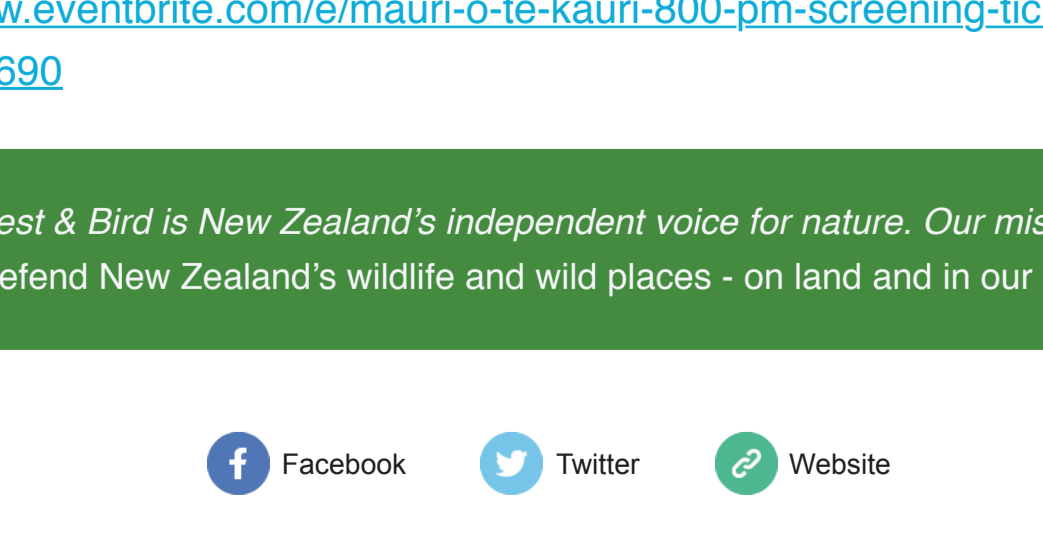 w.eventbrite.com/e/mauri-o-te-kauri-800-pm-screening-tic
690
est & Bird is New Zealand’s independent voice for nature. Our mis
efend New Zealand’s wildlife and wild places - on land and in our
Facebook Twitter Website